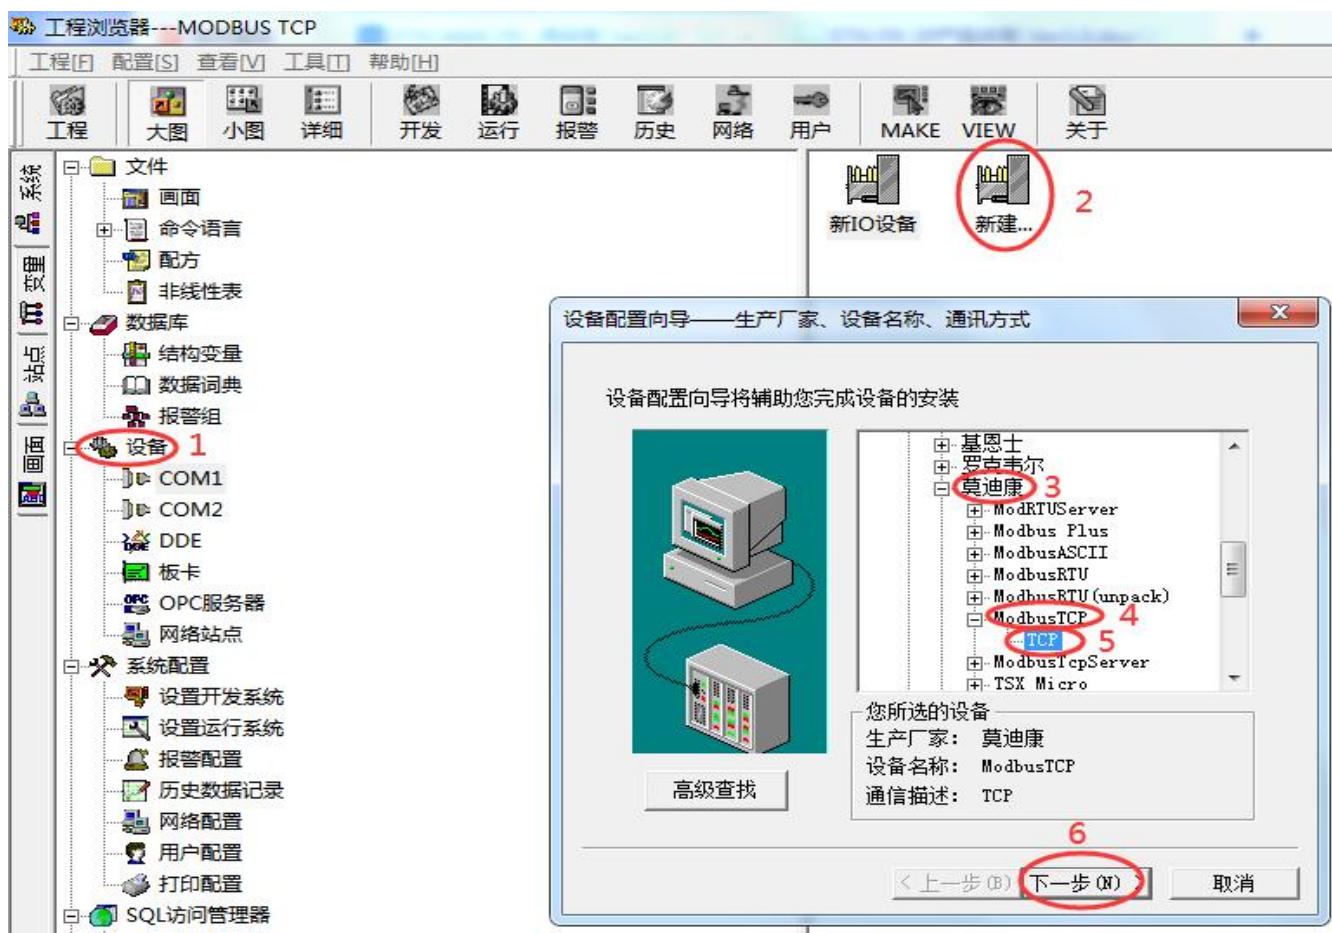 工程浏览器---MODBUS TCP
工程[F] 配置[S] 查看[V] 工具[T] 帮助[H]
工程 大图 小图 详细 开发 运行 报警 历史 网络 用户 MAKE VIEW 关于
系统
变量
站点
画面
文件
画面
命令语言
配方
非线性表
数据库
结构变量
数据词典
报警组
设备 1
COM1
COM2
DDE
板卡
OPC服务器
网络站点
系统配置
设置开发系统
设置运行系统
报警配置
历史数据记录
网络配置
用户配置
打印配置
SQL访问管理器
新IO设备 新建... 2
设备配置向导——生产厂家、设备名称、通讯方式
设备配置向导将辅助您完成设备的安装
基恩士
罗克韦尔
莫迪康 3
ModRTUServer
Modbus Plus
ModbusASCII
ModbusRTU
ModbusRTU(unpack)
ModbusTCP 4
TCP 5
ModbusTcpServer
TSX Micro
您所选的设备
生产厂家： 莫迪康
设备名称： ModbusTCP
通信描述： TCP
高级查找
6
< 上一步(B) 下一步(N) > 取消